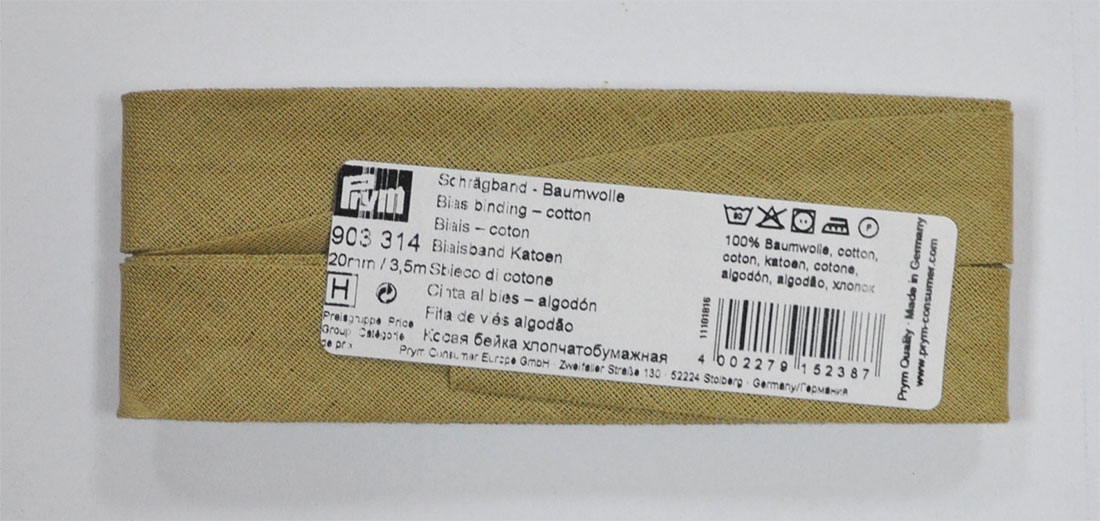 Prym
903 314
20mm / 3,5m
H
Preisgruppe Price
Group Catégorie
de prix
Schrägband - Baumwolle
Bias binding – cotton
Biais – coton
Biaisband Katoen
Sbieco di cotone
Cinta al bies – algodón
Fita de viés algodão
Косая бейка хлопчатобумажная
Prym Consumer Europe GmbH · Zweifaller Straße 130 · 52224 Stolberg · Germany/Германия
80
P
100% Baumwolle, cotton,
coton, katoen, cotone,
algodón, algodão, хлопок
11101816
4 002279 152387
Prym Quality · Made in Germany
www.prym-consumer.com